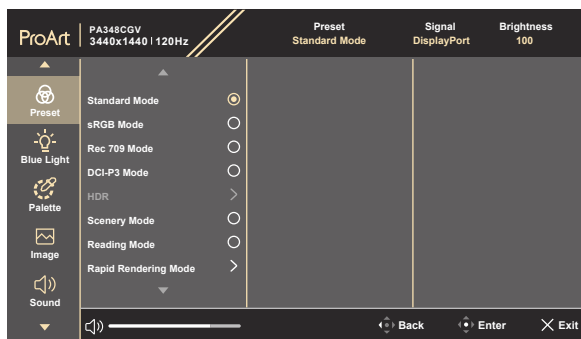 ProArt
PA348CGV
3440x1440 120Hz
Preset
Standard Mode
Signal
DisplayPort
Brightness
100
Preset
Blue Light
Palette
Image
Sound
Standard Mode
sRGB Mode
Rec 709 Mode
DCI-P3 Mode
HDR
Scenery Mode
Reading Mode
Rapid Rendering Mode
Back
Enter
Exit